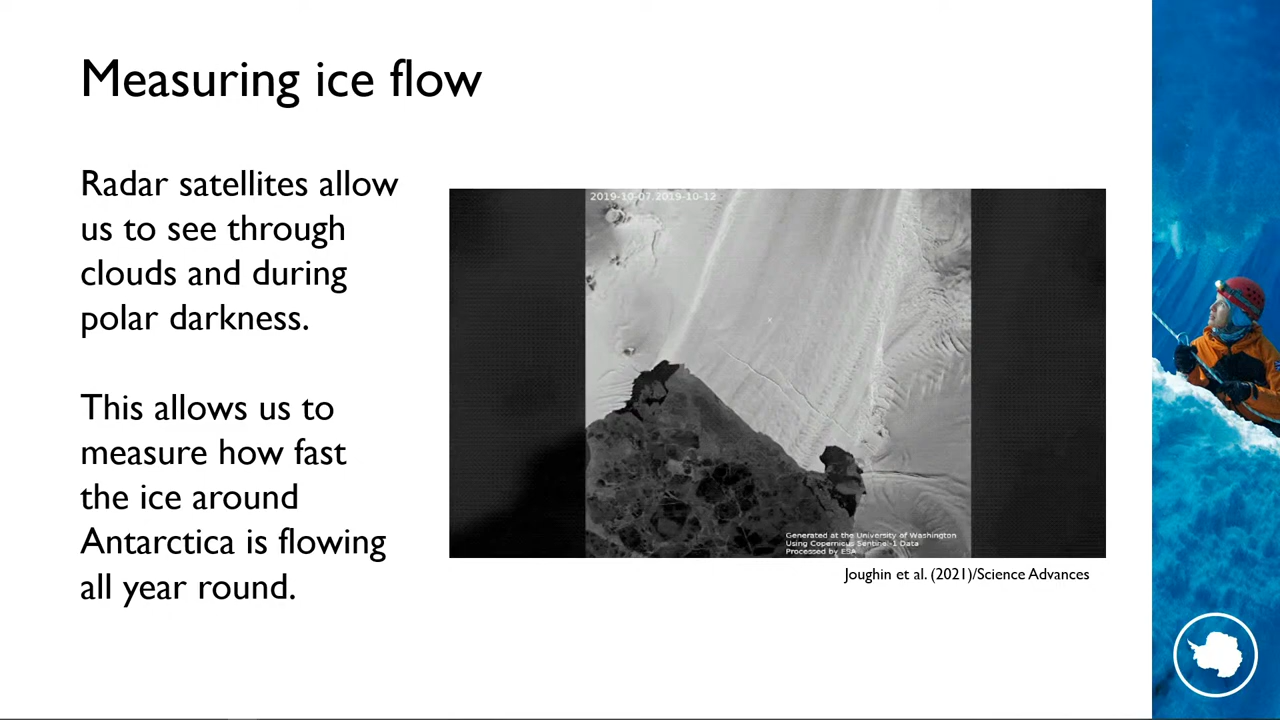 Measuring ice flow
Radar satellites allow
us to see through
clouds and during
polar darkness.
This allows us to
measure how fast
the ice around
Antarctica is flowing
all year round.
2019-10-07.2019-10-12
Generated at the University of Washington
Using Copernicus Sentinel-1 Data
Processed by ESA
Joughin et al. (2021)/Science Advances